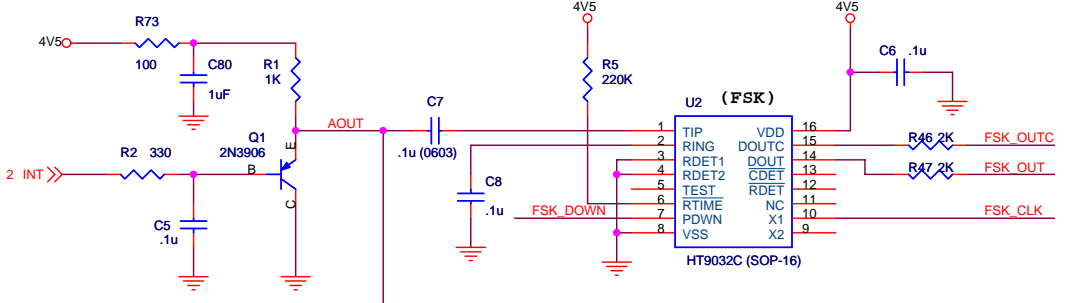 4V5
R73
100
C80
1uF
R1
1K
Q1
2N3906
E
B
C
2 INT
R2 330
C5
.1u
AOUT
C7
.1u (0603)
C8
.1u
FSK_DOWN
4V5
R5
220K
U2
(FSK)
1 TIP
2 RING
3 RDET1
4 RDET2
5 TEST
6 RTIME
7 PDWN
8 VSS
VDD 16
DOUTC 15
DOUT 14
CDET 13
RDET 12
NC 11
X1 10
X2 9
HT9032C (SOP-16)
4V5
C6
.1u
R46 2K
FSK_OUTC
R47 2K
FSK_OUT
FSK_CLK